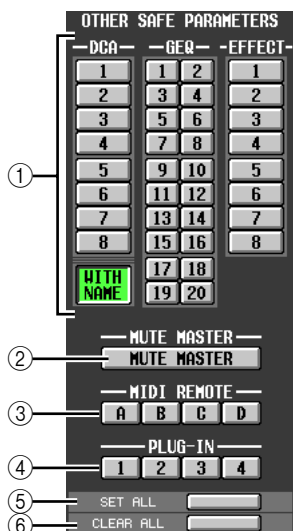 OTHER SAFE PARAMETERS
DCA GEQ EFFECT
1 1 2 1
2 3 4 2
3 5 6 3
4 7 8 4
5 9 10 5
6 11 12 6
7 13 14 7
8 15 16 8
WITH NAME 17 18
19 20
①
MUTE MASTER
② MUTE MASTER
MIDI REMOTE
③ A B C D
PLUG-IN
④ 1 2 3 4
⑤ SET ALL
⑥ CLEAR ALL